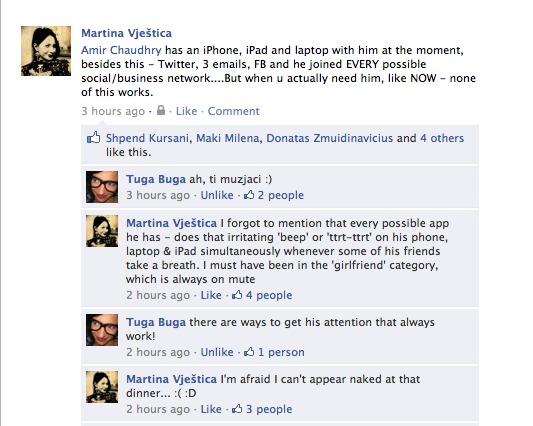 Martina Vještica
Amir Chaudhry has an iPhone, iPad and laptop with him at the moment,
besides this - Twitter, 3 emails, FB and he joined EVERY possible
social/business network....But when u actually need him, like NOW - none
of this works.
3 hours ago · Like · Comment
Shpend Kursani, Maki Milena, Donatas Zmuidinavicius and 4 others
like this.
Tuga Buga ah, ti muzjaci :)
3 hours ago · Unlike · 2 people
Martina Vještica I forgot to mention that every possible app
he has - does that irritating 'beep' or 'ttrt-ttrt' on his phone,
laptop & iPad simultaneously whenever some of his friends
take a breath. I must have been in the 'girlfriend' category,
which is always on mute
2 hours ago · Like · 4 people
Tuga Buga there are ways to get his attention that always
work!
2 hours ago · Unlike · 1 person
Martina Vještica I'm afraid I can't appear naked at that
dinner... :( :D
2 hours ago · Like · 3 people